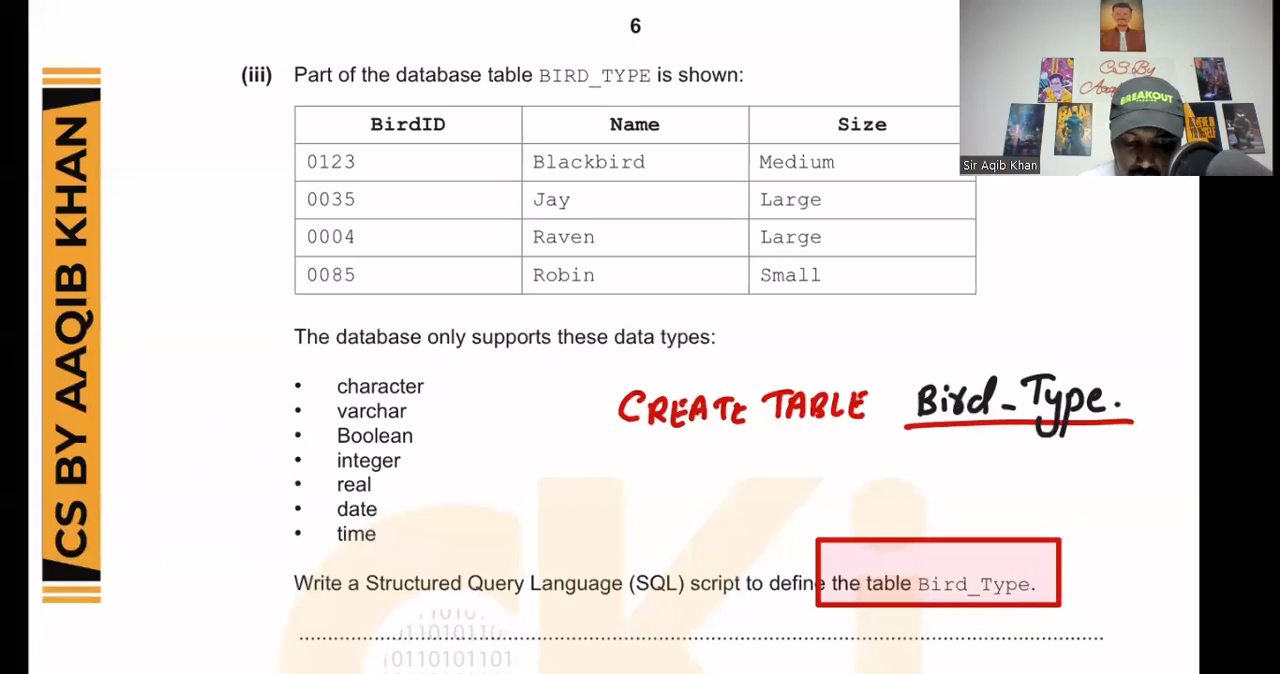 6
CS BY AAQIB KHAN
(iii) Part of the database table BIRD_TYPE is shown:
BirdID Name Size
0123 Blackbird Medium
0035 Jay Large
0004 Raven Large
0085 Robin Small
The database only supports these data types:
• character
• varchar
• Boolean
• integer
• real
• date
• time
CREATE TABLE Bird_Type.
Write a Structured Query Language (SQL) script to define the table Bird_Type.
BREAKOUT
Sir Aqib Khan